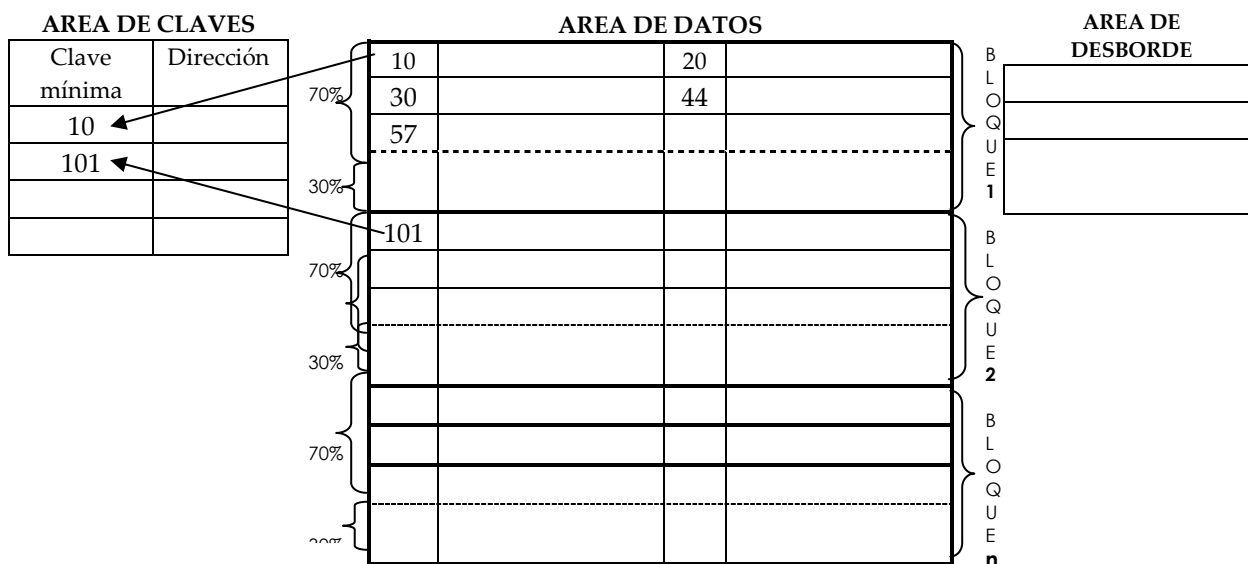 AREA DE CLAVES
Clave mínima
Dirección
10
101
AREA DE DATOS
10 20
30 44
57
101
70%
30%
70%
30%
70%
BLOQUE 1
BLOQUE 2
BLOQUE n
AREA DE
DESBORDE